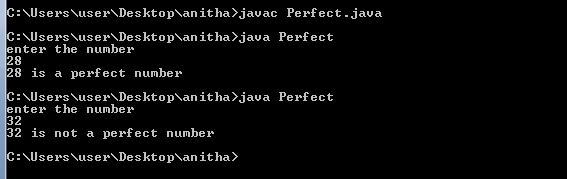 C:\Users\user\Desktop\anitha>javac Perfect.java
C:\Users\user\Desktop\anitha>java Perfect
enter the number
28
28 is a perfect number
C:\Users\user\Desktop\anitha>java Perfect
enter the number
32
32 is not a perfect number
C:\Users\user\Desktop\anitha>